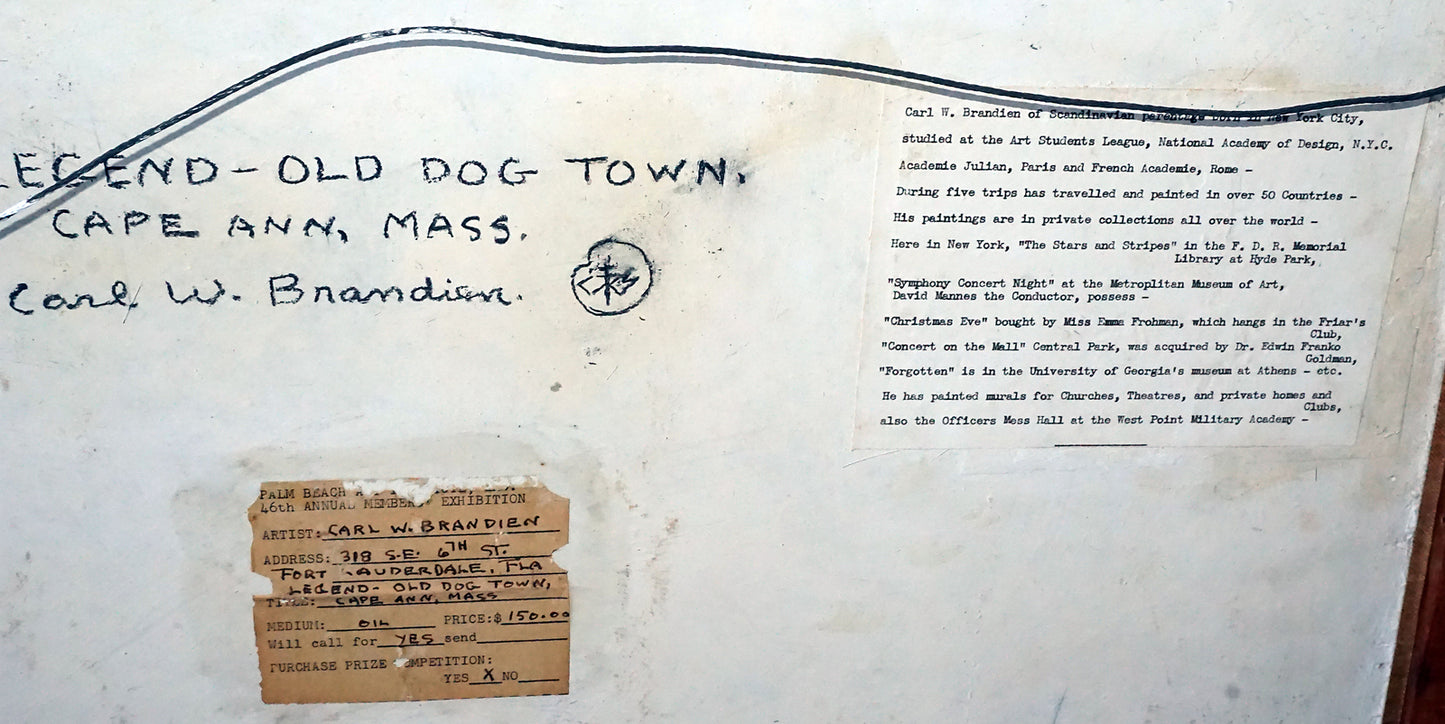 LEGEND - OLD DOG TOWN,
CAPE ANN, MASS.
Carl W. Brandien.
Carl W. Brandien of Scandinavian parentage born in New York City,
studied at the Art Students League, National Academy of Design, N.Y.C.
Academie Julian, Paris and French Academie, Rome -
During five trips has travelled and painted in over 50 Countries -
His paintings are in private collections all over the world -
Here in New York, "The Stars and Stripes" in the F. D. R. Memorial
Library at Hyde Park,
"Symphony Concert Night" at the Metroplitan Museum of Art,
David Mannes the Conductor, possess -
"Christmas Eve" bought by Miss Emma Frohman, which hangs in the Friar's
Club,
"Concert on the Mall" Central Park, was acquired by Dr. Edwin Franko
Goldman,
"Forgotten" is in the University of Georgia's museum at Athens - etc.
He has painted murals for Churches, Theatres, and private homes and
Clubs,
also the Officers Mess Hall at the West Point Military Academy -
PALM BEACH
46th ANNUAL MEMBERS' EXHIBITION
ARTIST: CARL W. BRANDIEN
ADDRESS: 318 S.E. 6TH ST.
FORT LAUDERDALE, FLA
LEGEND - OLD DOG TOWN,
TITLE: CAPE ANN, MASS
MEDIUM: OIL PRICE:$ 150.00
Will call for YES send
PURCHASE PRIZE COMPETITION:
YES X NO